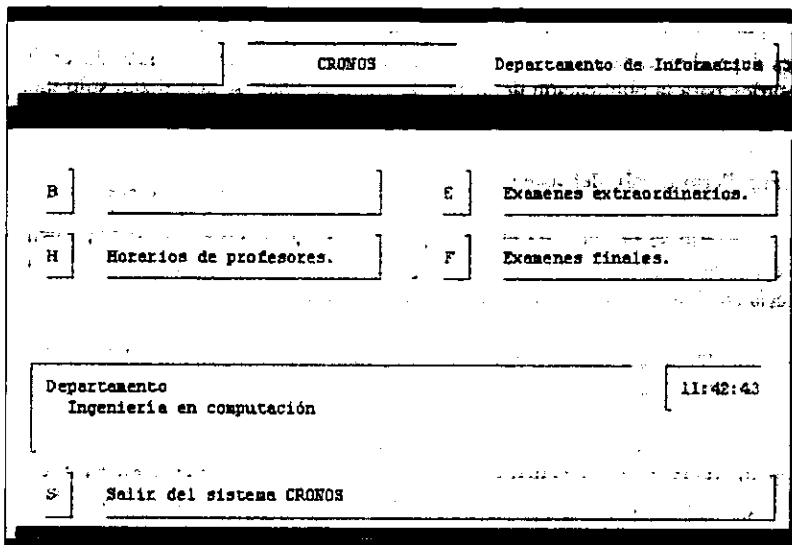 CRONOS Departamento de Informatica
B E Examenes extraordinarios.
H Horarios de profesores. F Examenes finales.
Departamento 11:42:43
Ingeniería en computación
S Salir del sistema CRONOS